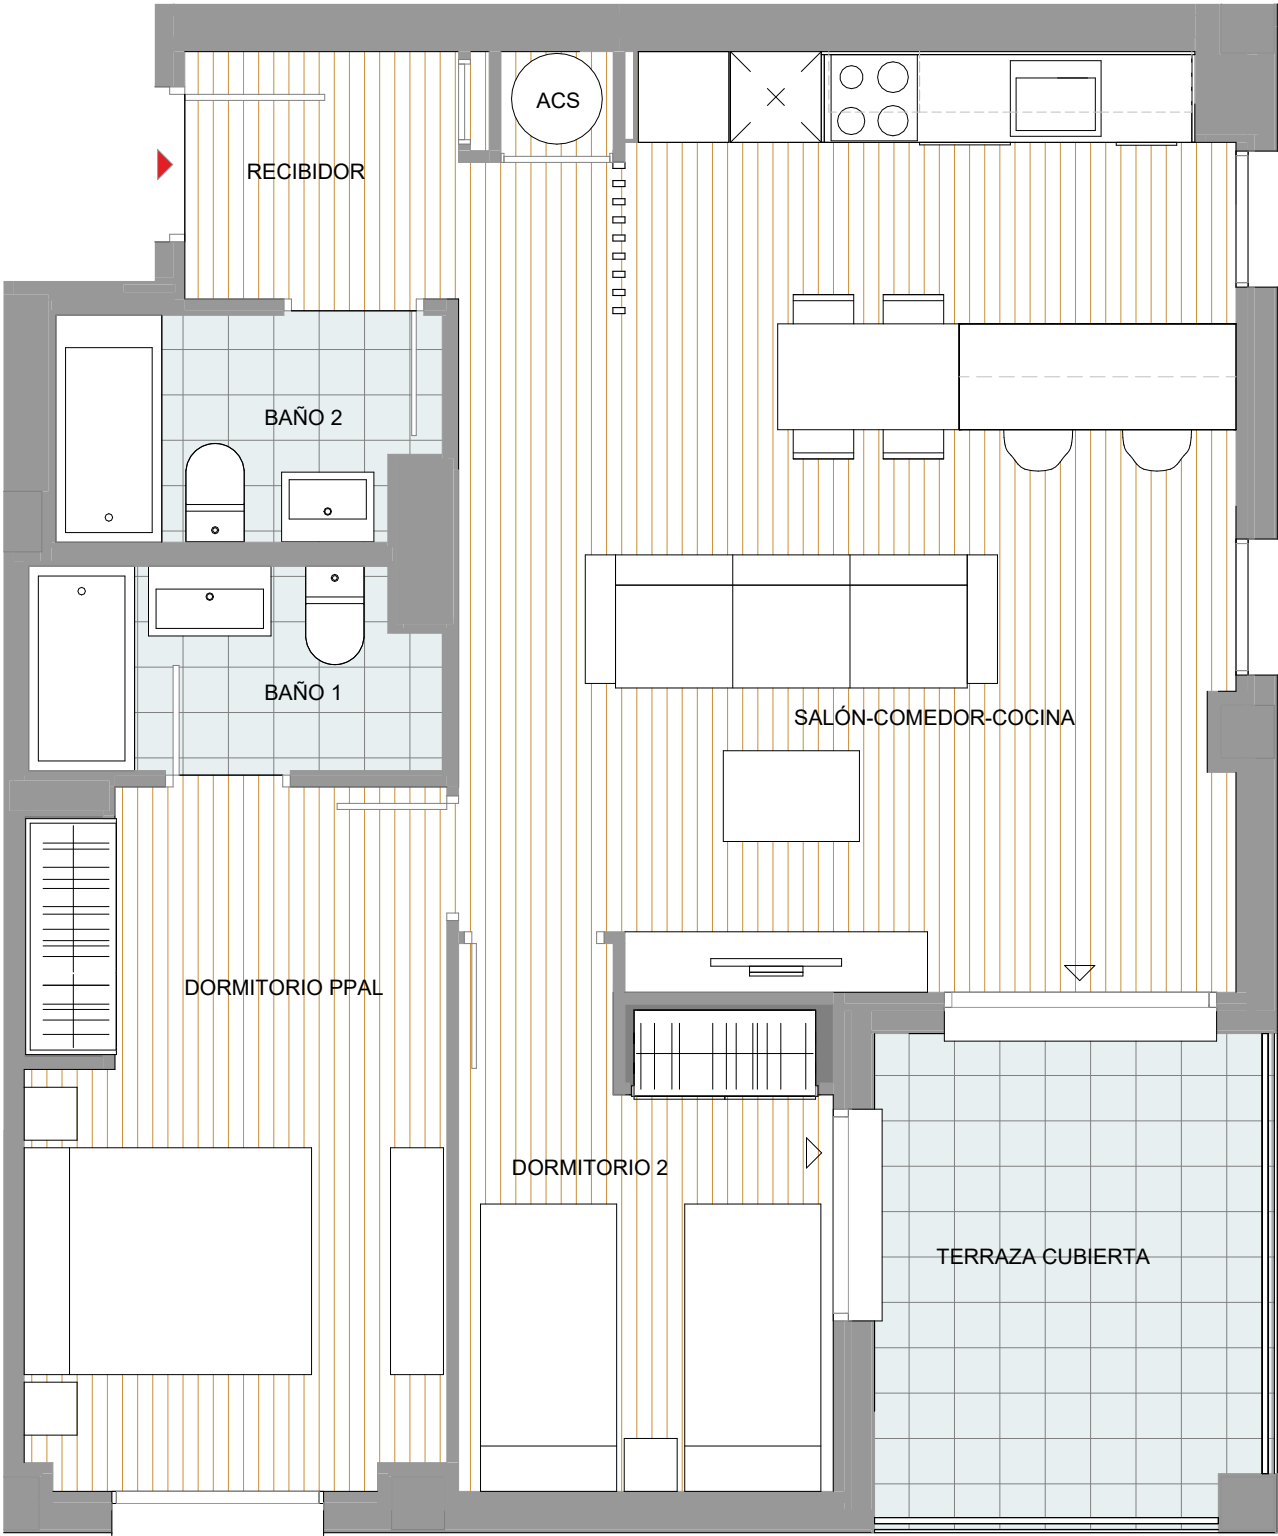 ACS
RECIBIDOR
BAÑO 2
BAÑO 1
SALÓN-COMEDOR-COCINA
DORMITORIO PPAL
DORMITORIO 2
TERRAZA CUBIERTA